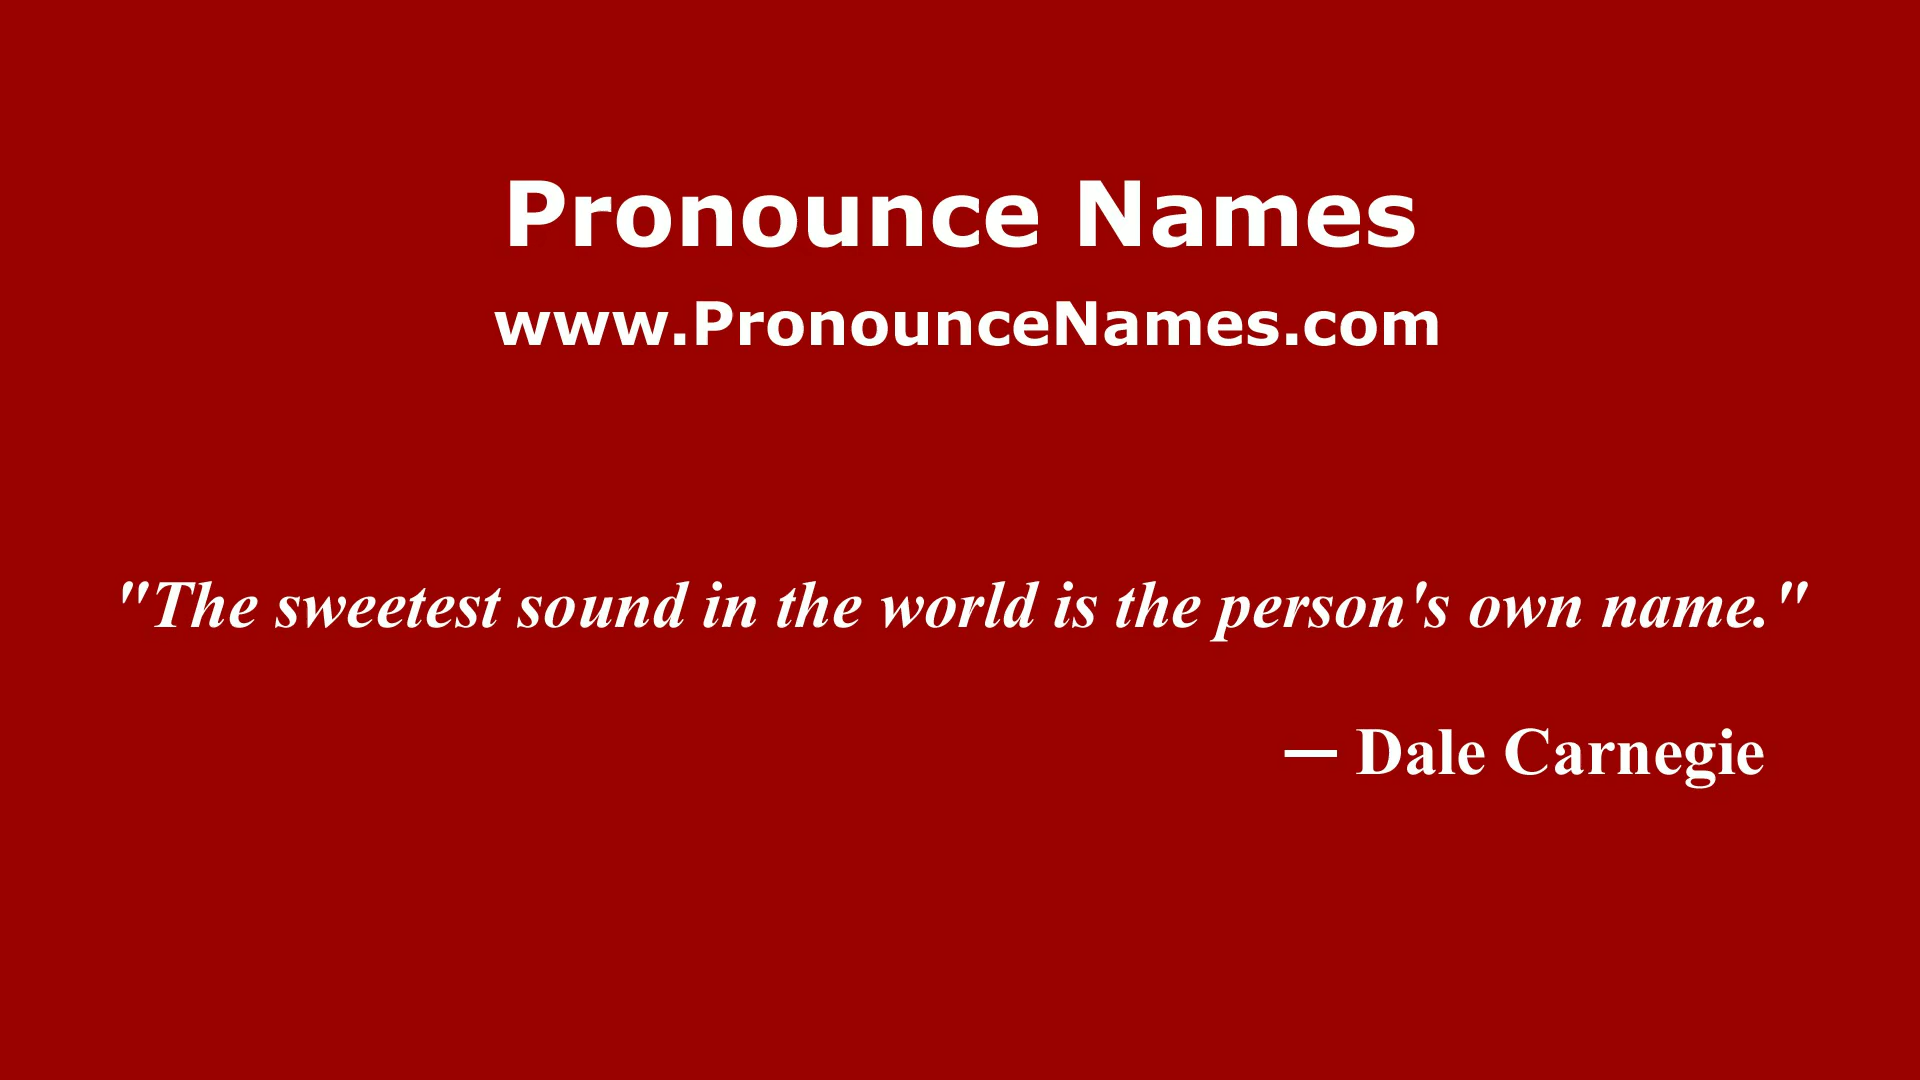 Pronounce Names
www.PronounceNames.com
"The sweetest sound in the world is the person's own name."
— Dale Carnegie